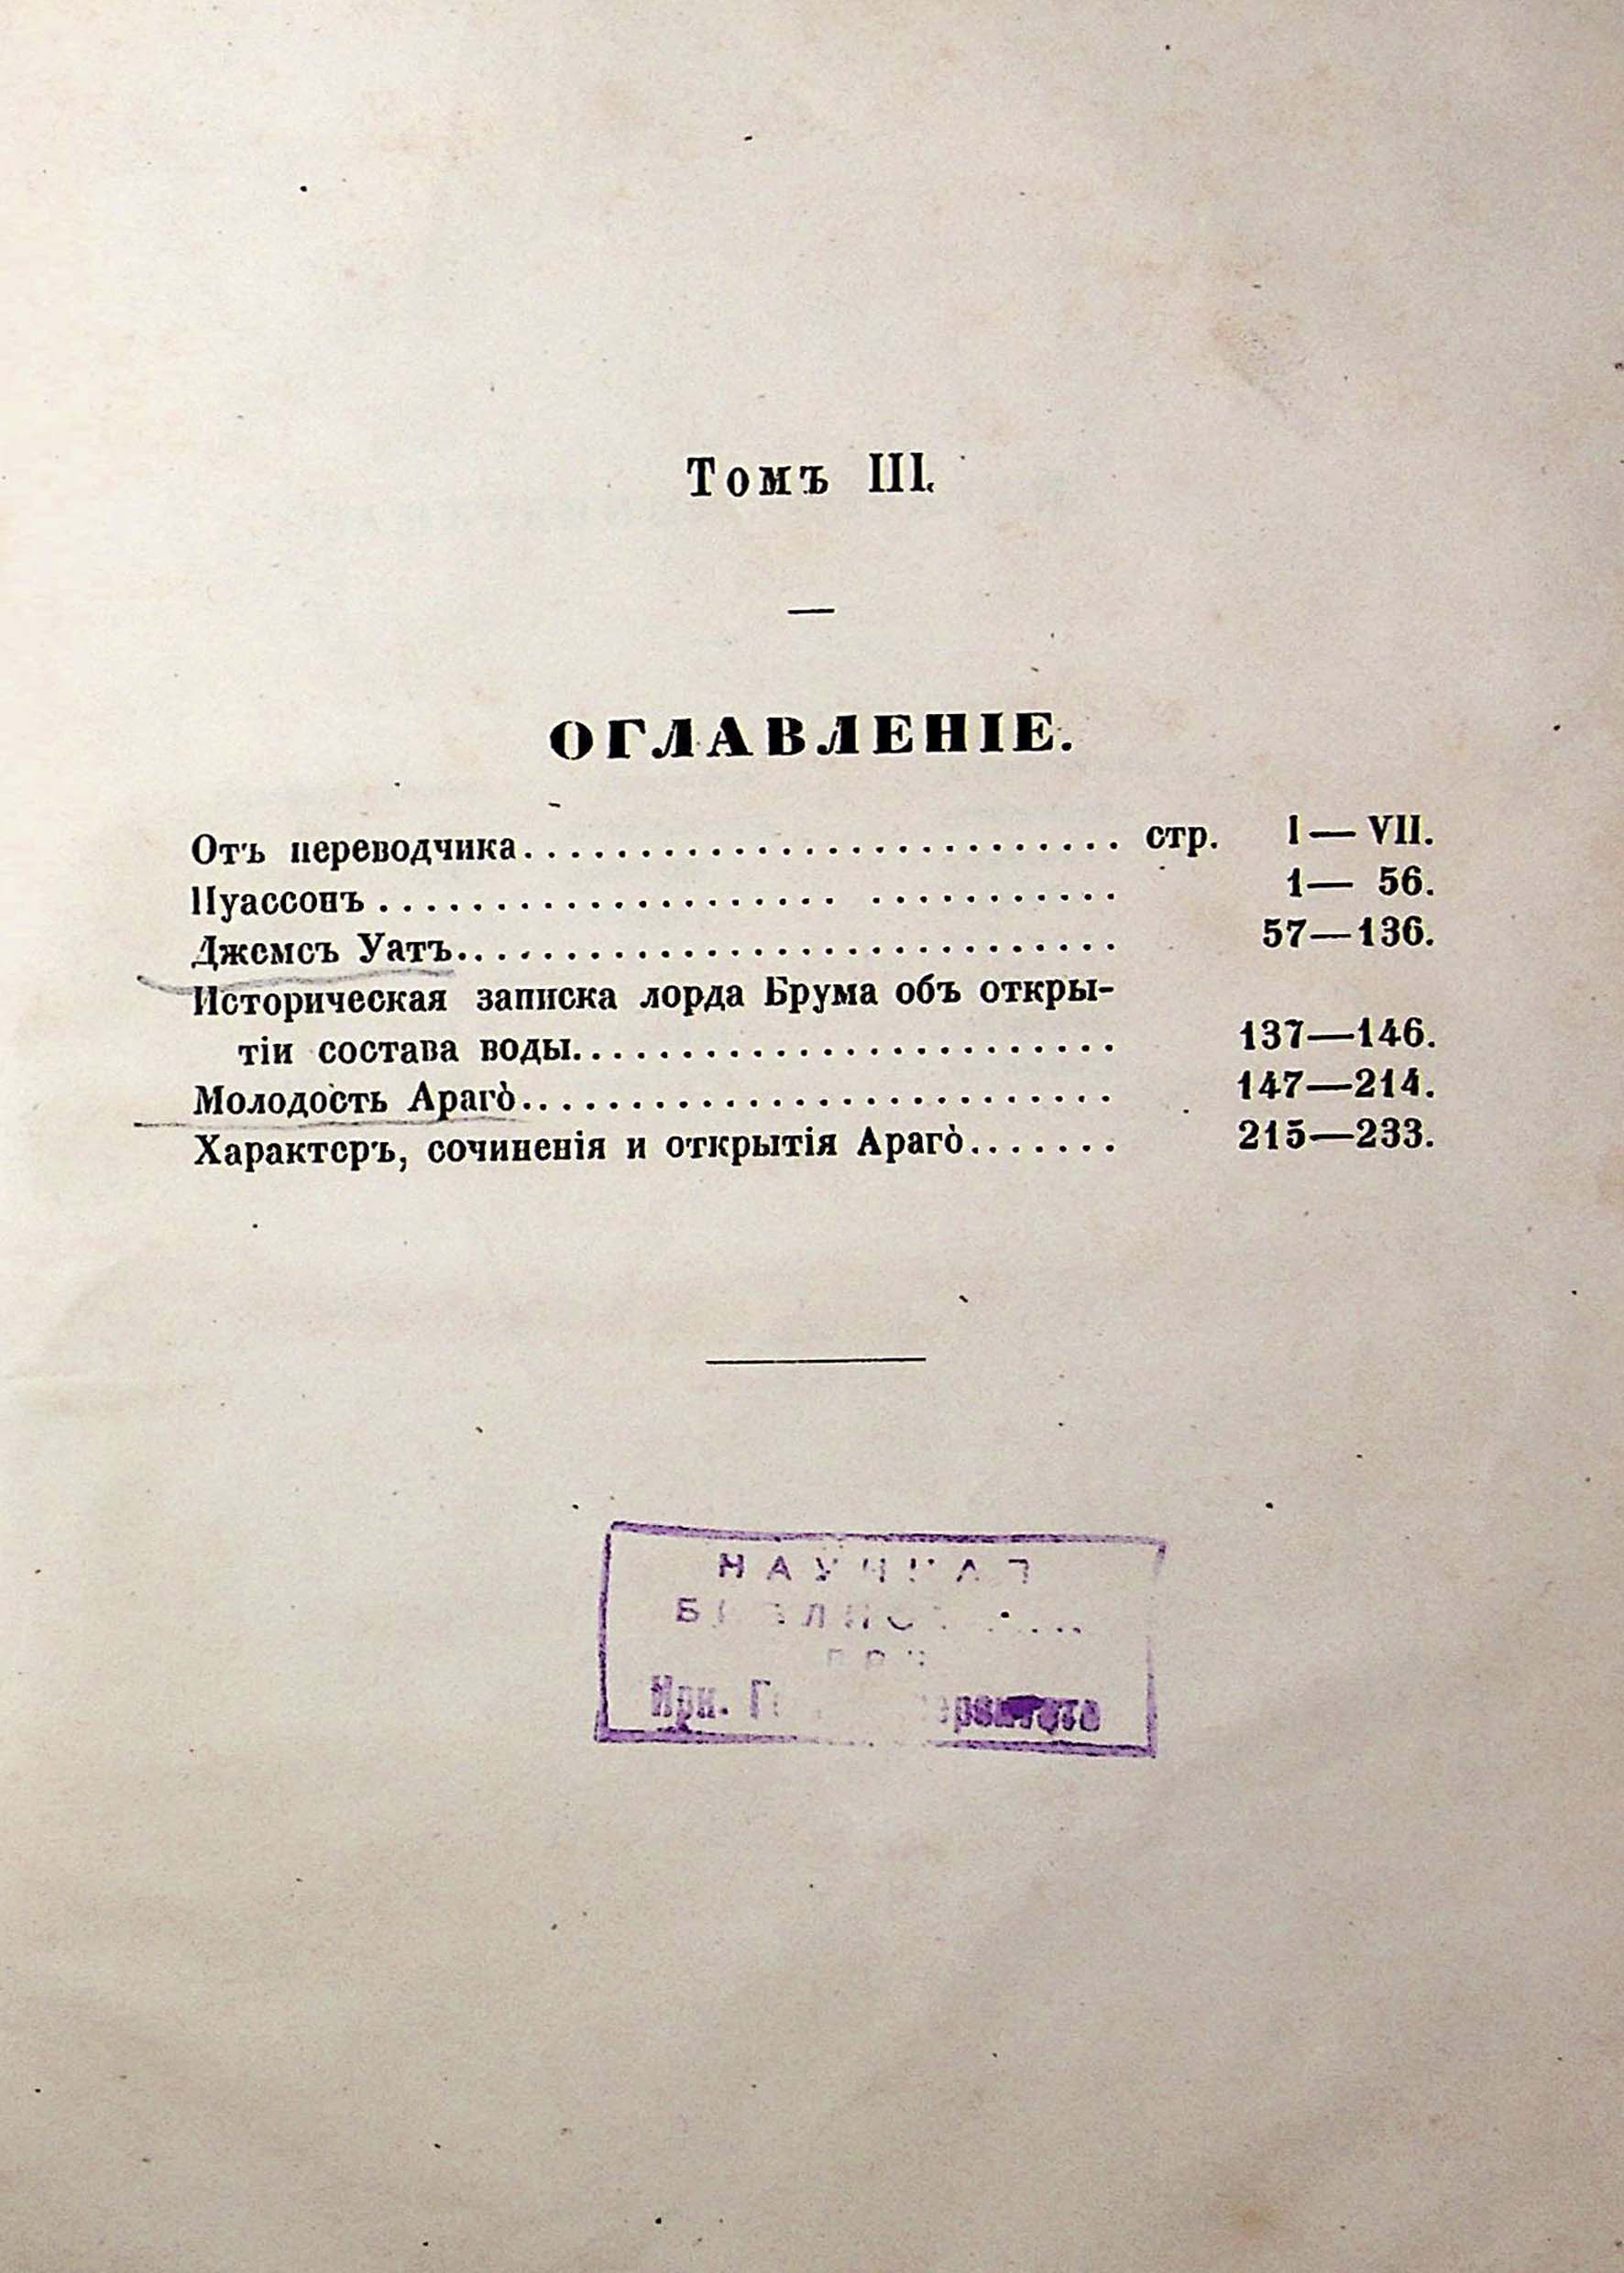 Томъ III.
ОГЛАВЛЕНІЕ.
Отъ переводчика........................... стр. I — VII.
Пуассонъ ................................ 1— 56.
Джемсъ Уатъ.............................. 57—136.
Историческая записка лорда Брума объ откры-
тіи состава воды........................ 137—146.
Молодость Араго̀.......................... 147—214.
Характеръ, сочиненія и открытія Араго̀....... 215—233.
НАУЧНАЯ